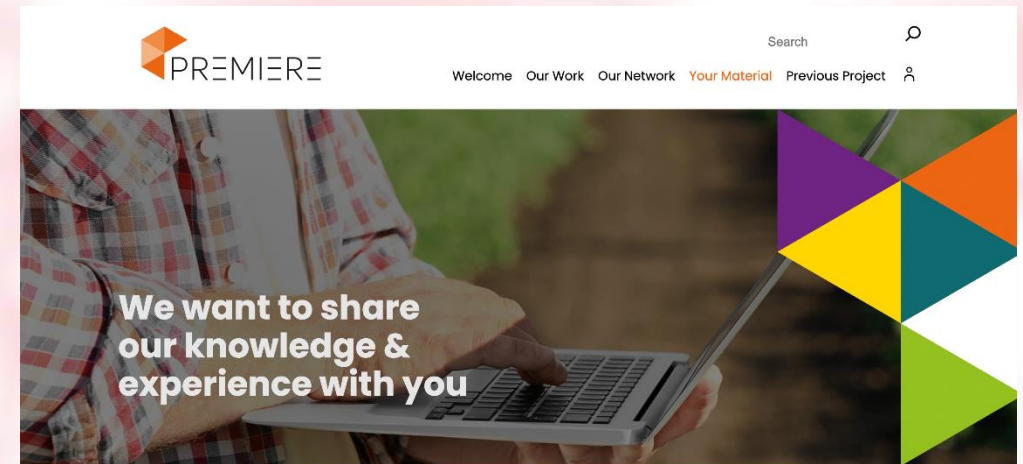 PREMIERE
Search
Welcome Our Work Our Network Your Material Previous Project
We want to share
our knowledge &
experience with you